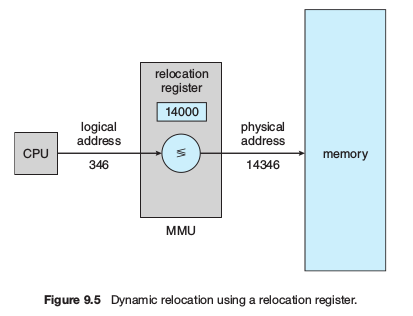 relocation
register
14000
logical
address
346
CPU
≶
physical
address
14346
memory
MMU
Figure 9.5 Dynamic relocation using a relocation register.